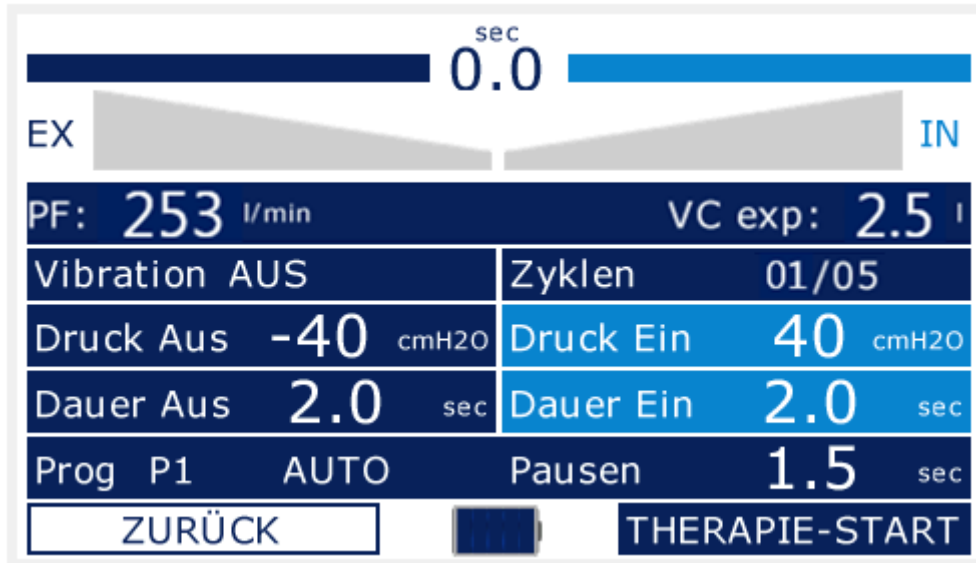 sec
0.0
EX IN
PF: 253 l/min VC exp: 2.5 l
Vibration AUS Zyklen 01/05
Druck Aus -40 cmH2O Druck Ein 40 cmH2O
Dauer Aus 2.0 sec Dauer Ein 2.0 sec
Prog P1 AUTO Pausen 1.5 sec
ZURÜCK THERAPIE-START